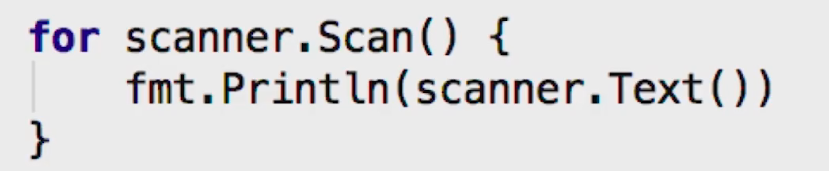 for scanner.Scan() {
    fmt.Println(scanner.Text())
}